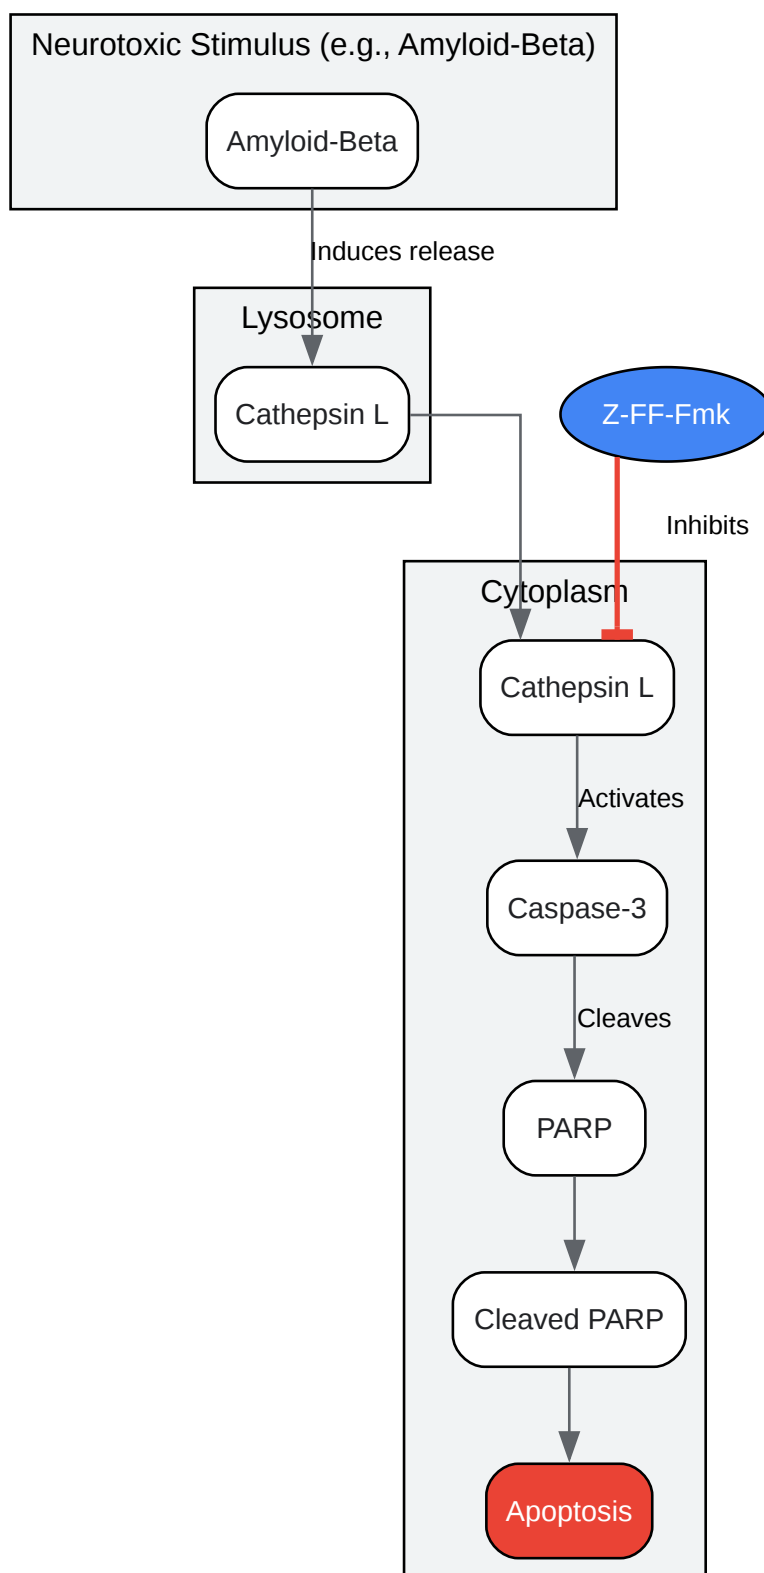 Neurotoxic Stimulus (e.g., Amyloid-Beta)
Amyloid-Beta
Induces release
Lysosome
Cathepsin L
Z-FF-Fmk
Inhibits
Cytoplasm
Cathepsin L
Activates
Caspase-3
Cleaves
PARP
Cleaved PARP
Apoptosis